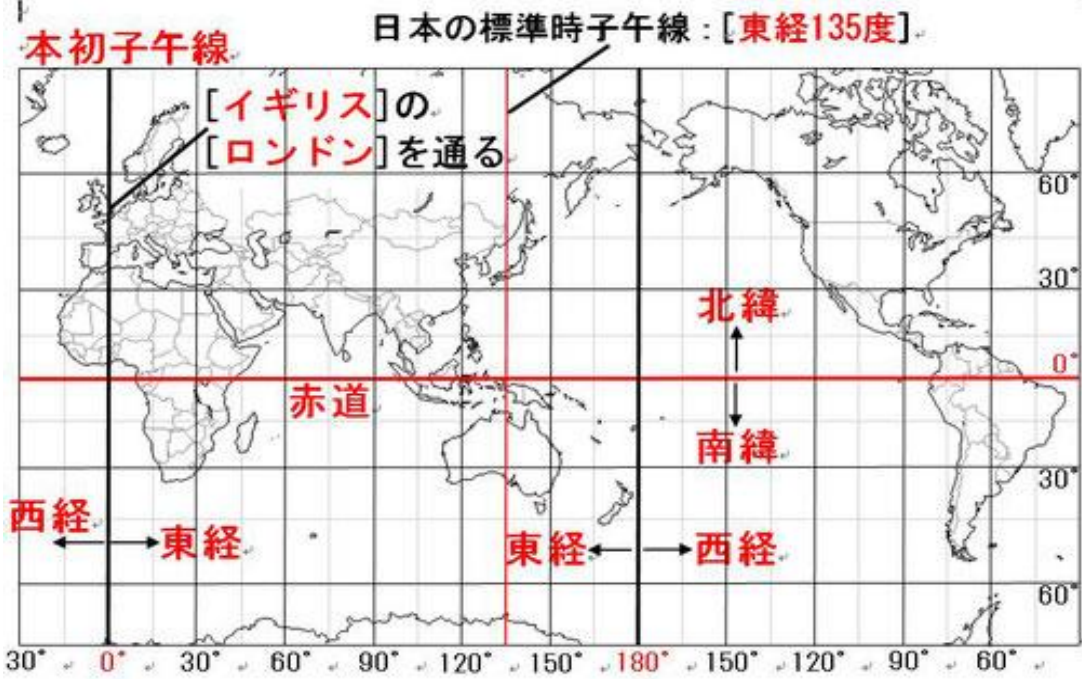 日本の標準時子午線:[東経135度]
本初子午線
[イギリス]の
[ロンドン]を通る
60°
30°
北緯
0°
赤道
南緯
30°
西経
東経
東経
西経
60°
30° 0° 30° 60° 90° 120° 150° 180° 150° 120° 90° 60°